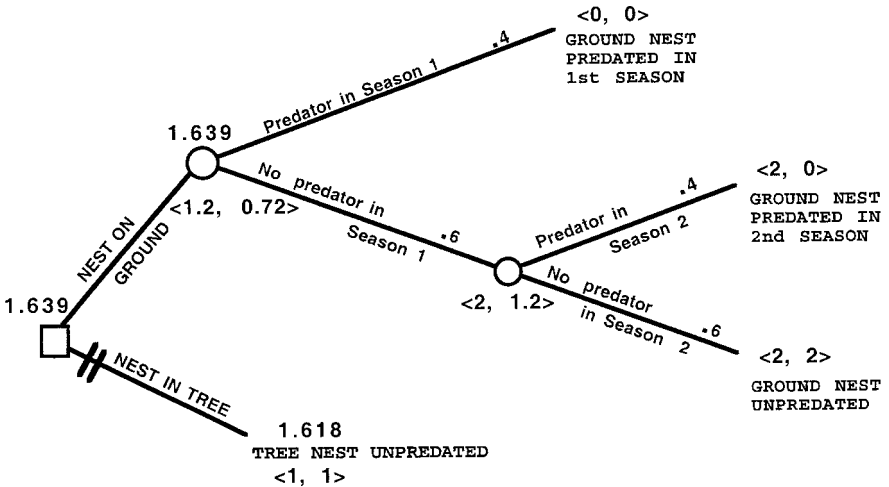 <0, 0>
GROUND NEST
PREDATED IN
1st SEASON
.4
Predator in Season 1
1.639
No predator in
Season 1
.6
<1.2, 0.72>
NEST ON
GROUND
<2, 0>
GROUND NEST
PREDATED IN
2nd SEASON
.4
Predator in
Season 2
<2, 1.2>
No predator
in Season 2
.6
<2, 2>
GROUND NEST
UNPREDATED
1.639
NEST IN TREE
1.618
TREE NEST UNPREDATED
<1, 1>